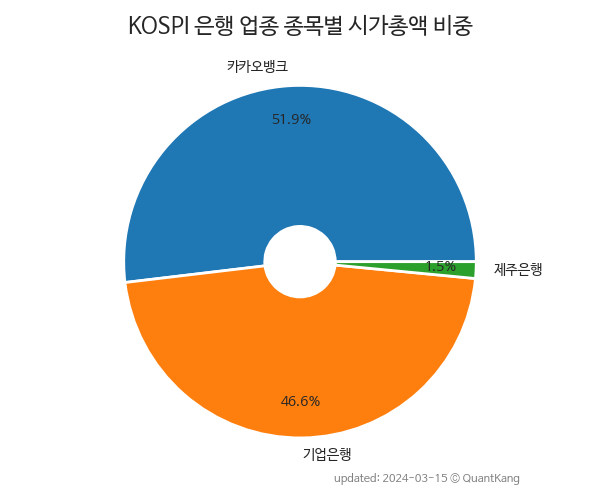 KOSPI 은행 업종 종목별 시가총액 비중
카카오뱅크
51.9%
1.5%
제주은행
46.6%
기업은행
updated: 2024-03-15 © QuantKang